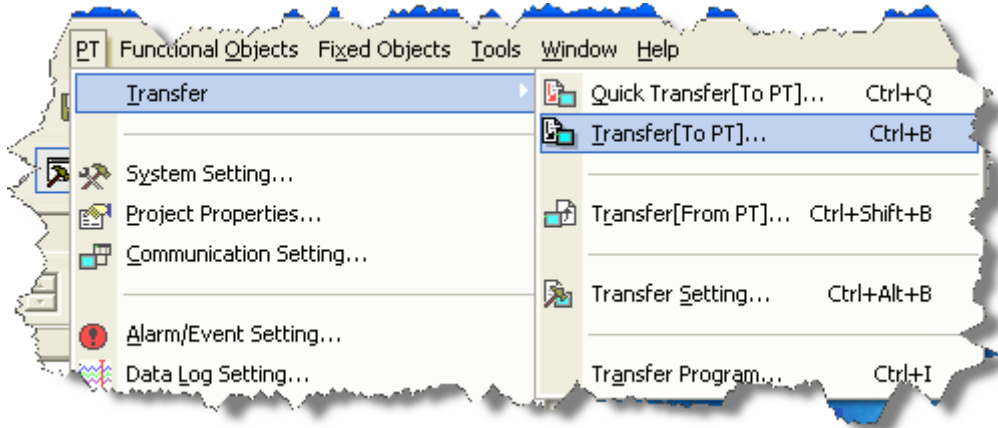 PT Functional Objects Fixed Objects Tools Window Help
Transfer
System Setting...
Project Properties...
Communication Setting...
Alarm/Event Setting...
Data Log Setting...
Quick Transfer[To PT]... Ctrl+Q
Transfer[To PT]... Ctrl+B
Transfer[From PT]... Ctrl+Shift+B
Transfer Setting... Ctrl+Alt+B
Transfer Program... Ctrl+I